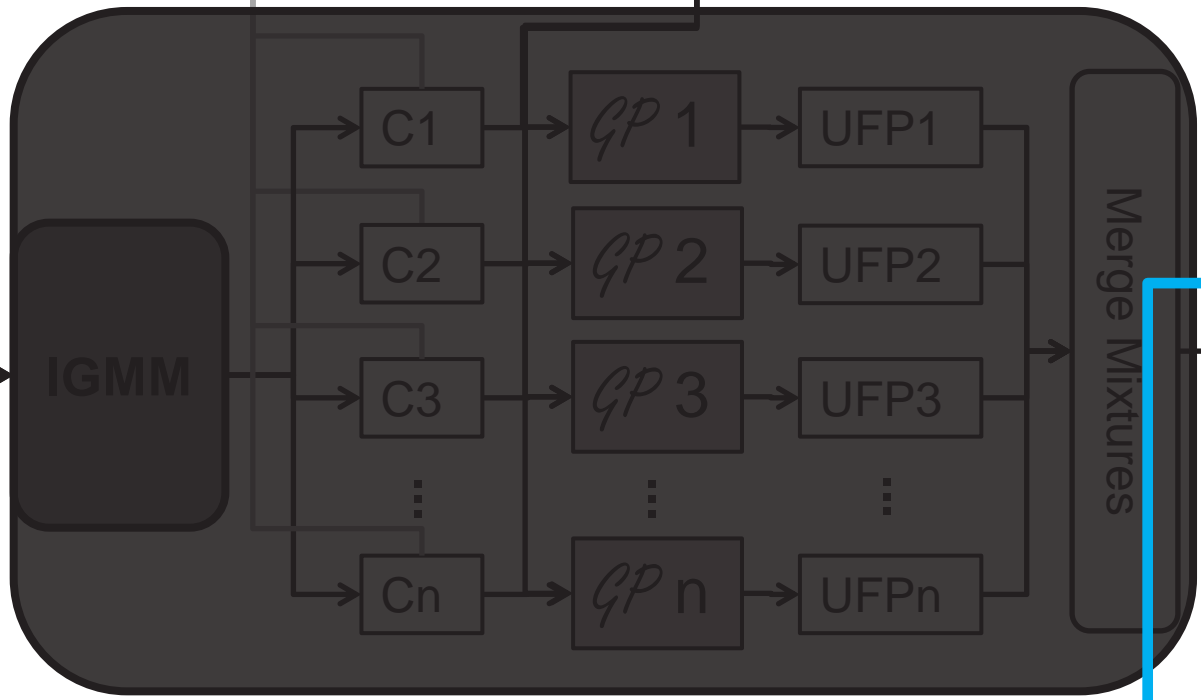 C1
GP 1
UFP1
C2
GP 2
UFP2
IGMM
C3
GP 3
UFP3
Cn
GP n
UFPn
Merge Mixtures